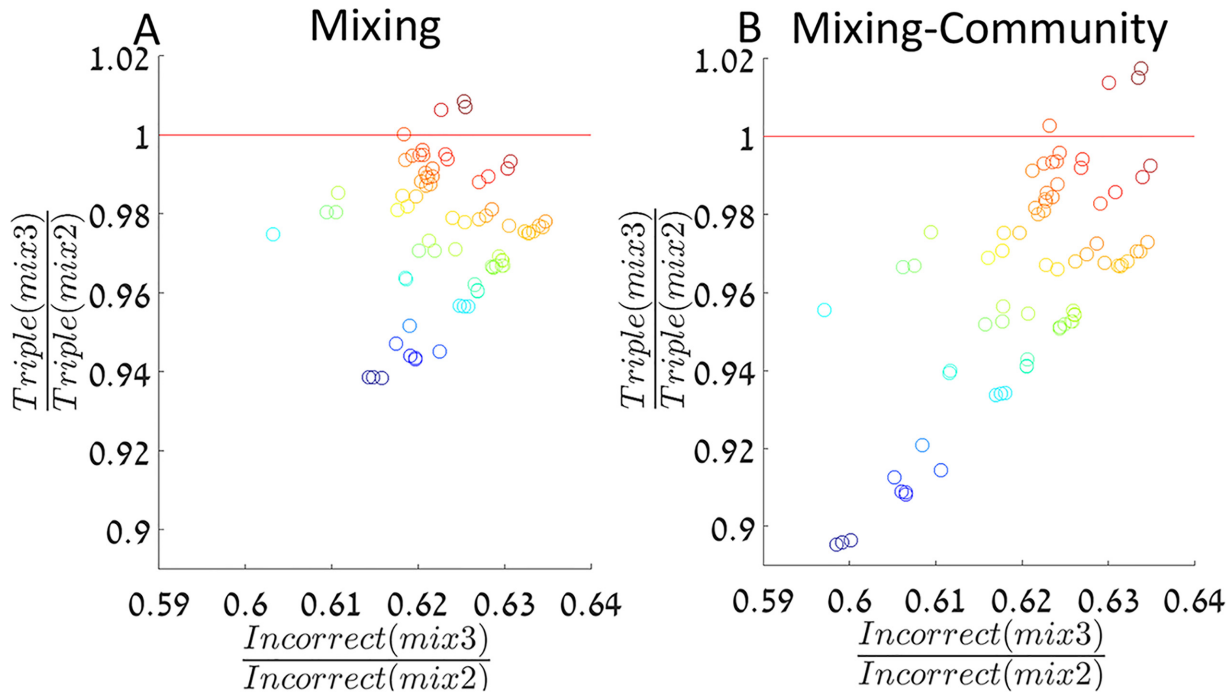 A Mixing
1.02
1
0.98
0.96
0.94
0.92
0.9
Triple(mix3)
Triple(mix2)
0.59 0.6 0.61 0.62 0.63 0.64
Incorrect(mix3)
Incorrect(mix2)
B Mixing-Community
1.02
1
0.98
0.96
0.94
0.92
0.9
Triple(mix3)
Triple(mix2)
0.59 0.6 0.61 0.62 0.63 0.64
Incorrect(mix3)
Incorrect(mix2)